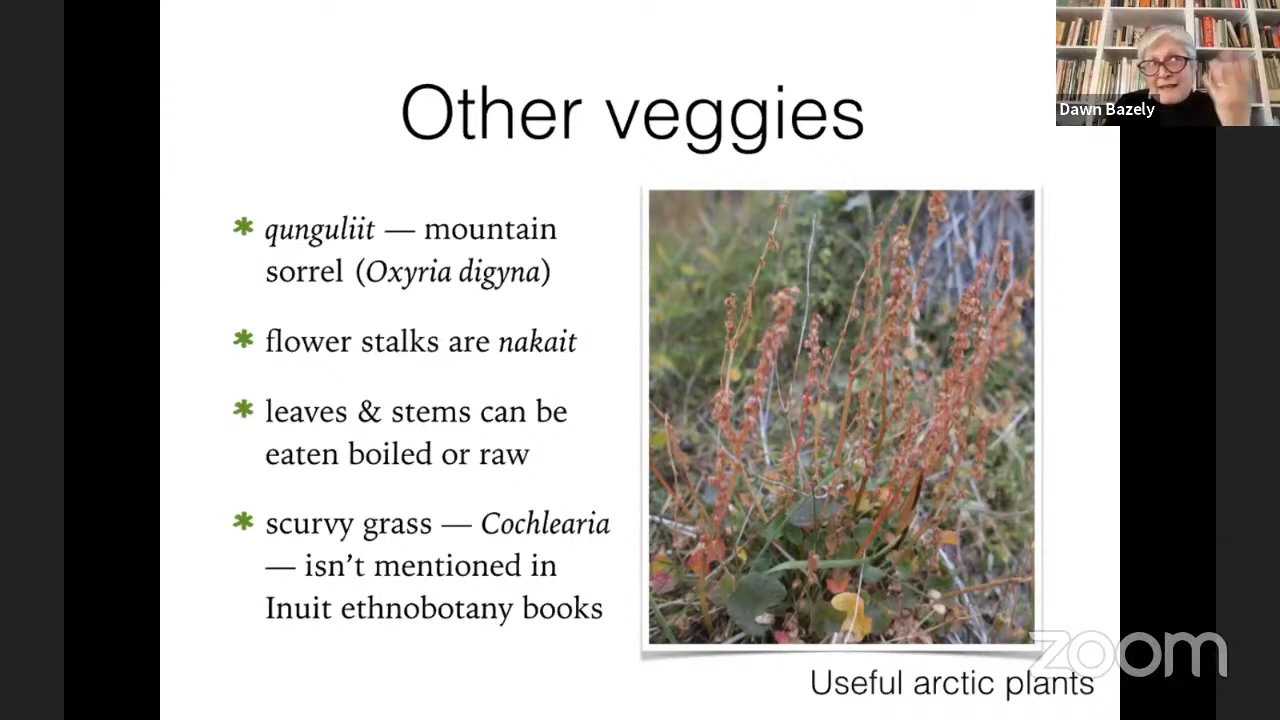 Dawn Bazely
Other veggies
* qunguliit — mountain
sorrel (Oxyria digyna)
* flower stalks are nakait
* leaves & stems can be
eaten boiled or raw
* scurvy grass — Cochlearia
— isn’t mentioned in
Inuit ethnobotany books
zoom
Useful arctic plants